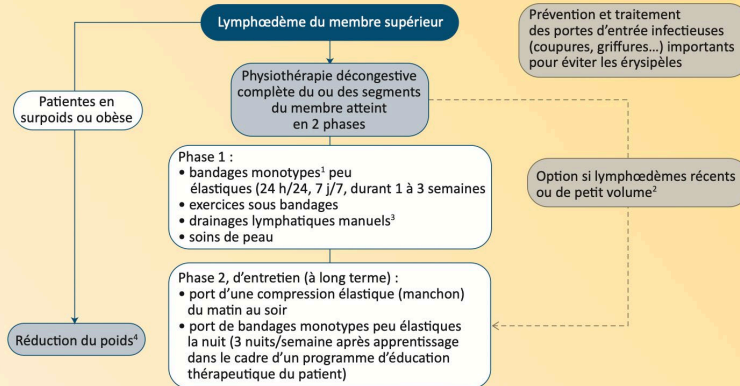 Lymphœdème du membre supérieur
Prévention et traitement
des portes d'entrée infectieuses
(coupures, griffures…) importants
pour éviter les érysipèles
Patientes en
surpoids ou obèse
Physiothérapie décongestive
complète du ou des segments
du membre atteint
en 2 phases
Phase 1 :
• bandages monotypes¹ peu
élastiques (24 h/24, 7 j/7, durant 1 à 3 semaines
• exercices sous bandages
• drainages lymphatiques manuels³
• soins de peau
Option si lymphœdèmes récents
ou de petit volume²
Phase 2, d'entretien (à long terme) :
• port d'une compression élastique (manchon)
du matin au soir
• port de bandages monotypes peu élastiques
la nuit (3 nuits/semaine après apprentissage
dans le cadre d'un programme d'éducation
thérapeutique du patient)
Réduction du poids⁴